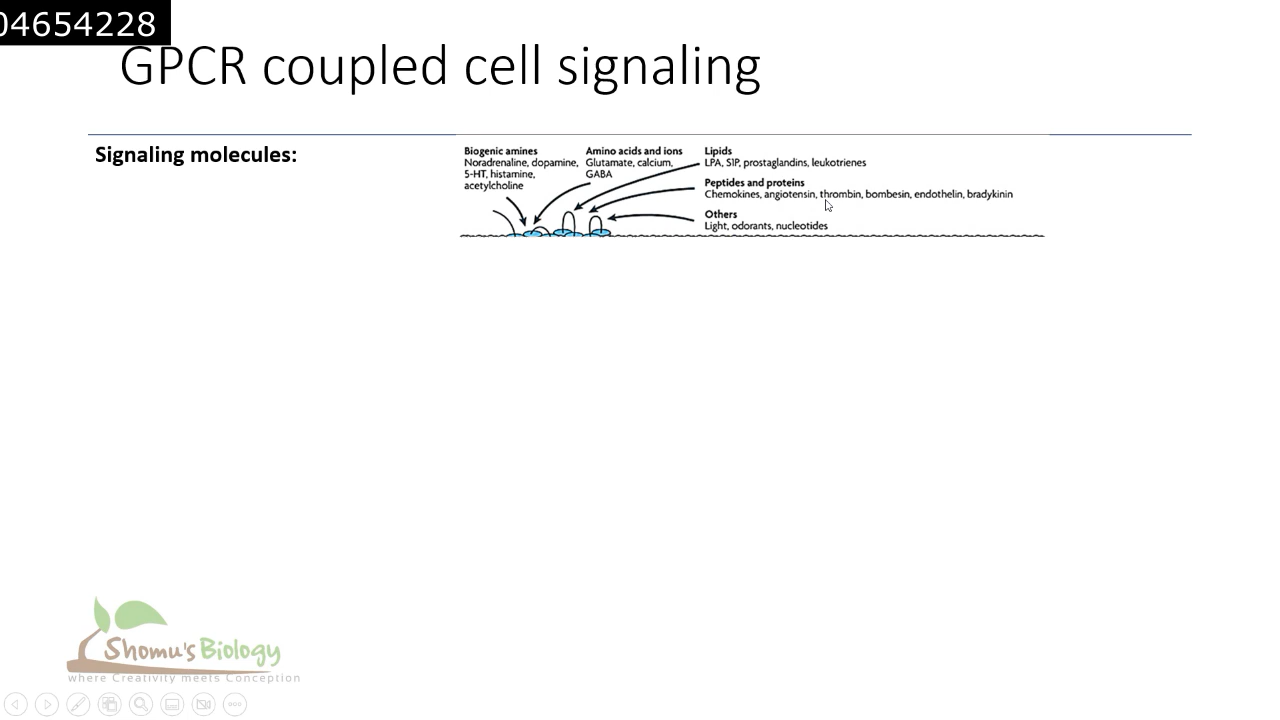 04654228
GPCR coupled cell signaling
Signaling molecules:
Biogenic amines
Noradrenaline, dopamine,
5-HT, histamine,
acetylcholine
Amino acids and ions
Glutamate, calcium,
GABA
Lipids
LPA, S1P, prostaglandins, leukotrienes
Peptides and proteins
Chemokines, angiotensin, thrombin, bombesin, endothelin, bradykinin
Others
Light, odorants, nucleotides
Shomu's Biology
where Creativity meets Conception